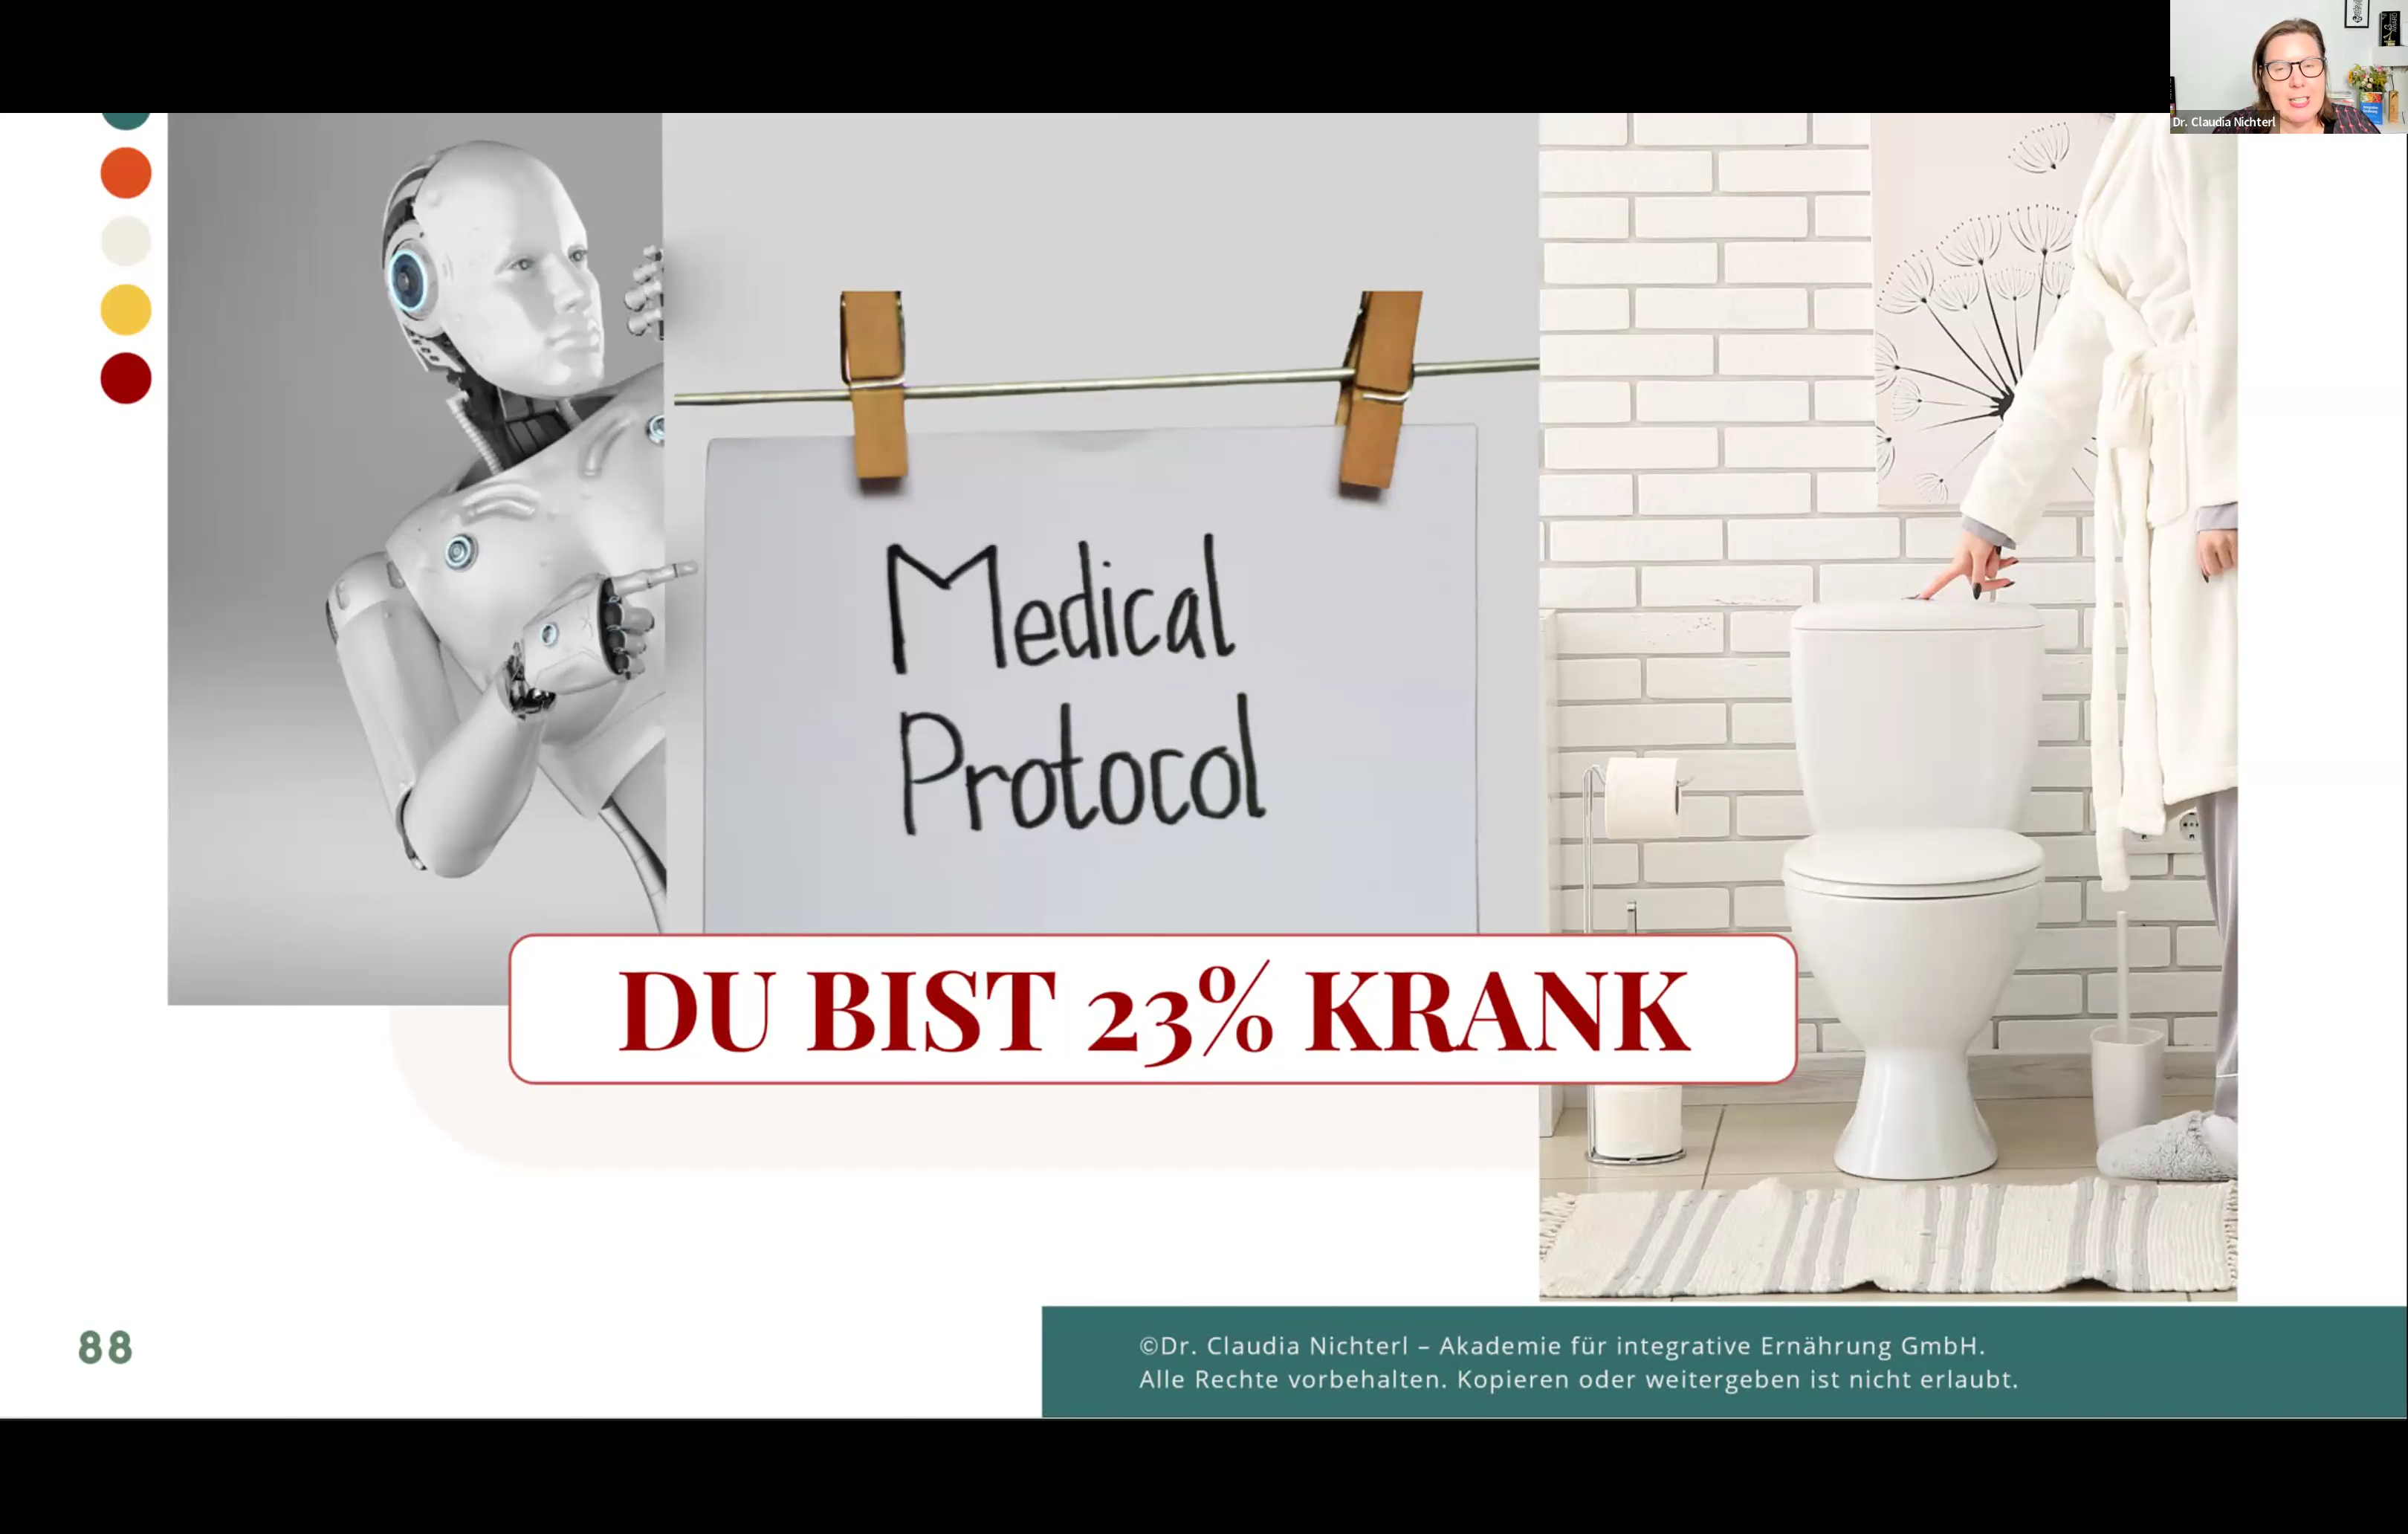 Dr. Claudia Nichterl
Medical
Protocol
DU BIST 23% KRANK
88
©Dr. Claudia Nichterl – Akademie für integrative Ernährung GmbH.
Alle Rechte vorbehalten. Kopieren oder weitergeben ist nicht erlaubt.